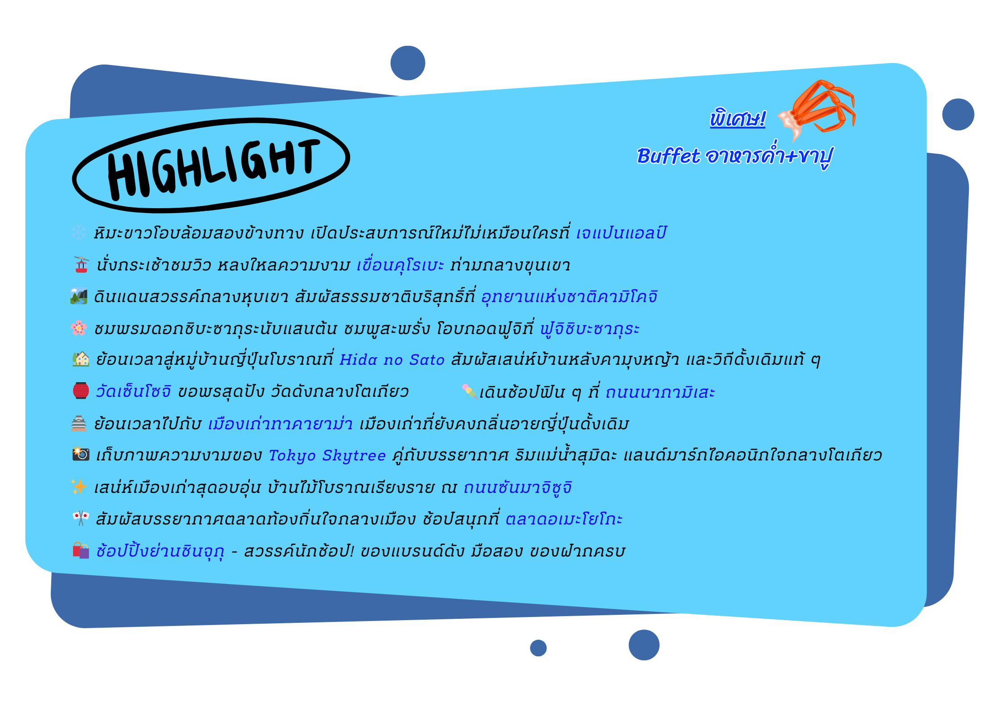 พิเศษ!
Buffet อาหารค่ำ+ขาปู
HIGHLIGHT
หิมะขาวโอบล้อมสองข้างทาง เปิดประสบการณ์ใหม่ไม่เหมือนใครที่ เจแปนแอลป์
นั่งกระเช้าชมวิว หลงใหลความงาม เขื่อนคุโรเบะ ท่ามกลางขุนเขา
ดินแดนสวรรค์กลางหุบเขา สัมผัสธรรมชาติบริสุทธิ์ที่ อุทยานแห่งชาติคามิโคจิ
ชมพรมดอกชิบะซากุระนับแสนต้น ชมพูสะพรั่ง โอบกอดฟูจิที่ ฟูจิชิบะซากุระ
ย้อนเวลาสู่หมู่บ้านญี่ปุ่นโบราณที่ Hida no Sato สัมผัสเสน่ห์บ้านหลังคามุงหญ้า และวิถีดั้งเดิมแท้ ๆ
วัดเซ็นโซจิ ขอพรสุดปัง วัดดังกลางโตเกียว เดินช้อปฟิน ๆ ที่ ถนนนากามิเสะ
ย้อนเวลาไปกับ เมืองเก่าทาคายาม่า เมืองเก่าที่ยังคงกลิ่นอายญี่ปุ่นดั้งเดิม
เก็บภาพความงามของ Tokyo Skytree คู่กับบรรยากาศ ริมแม่น้ำสุมิดะ แลนด์มาร์กไอคอนิกใจกลางโตเกียว
เสน่ห์เมืองเก่าสุดอบอุ่น บ้านไม้โบราณเรียงราย ณ ถนนซันมาจิซูจิ
สัมผัสบรรยากาศตลาดท้องถิ่นใจกลางเมือง ช้อปสนุกที่ ตลาดอเมะโยโกะ
ช้อปปิ้งย่านชินจุกุ - สวรรค์นักช้อป! ของแบรนด์ดัง มือสอง ของฝากครบ